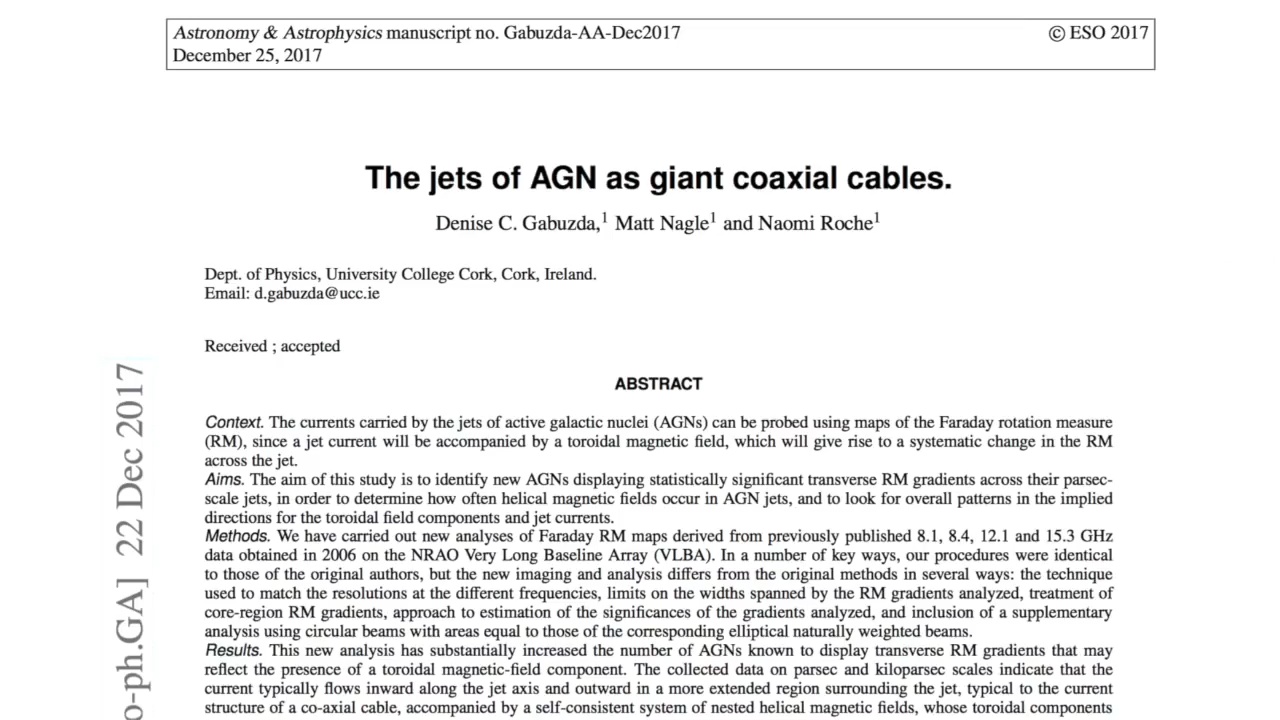 Astronomy & Astrophysics manuscript no. Gabuzda-AA-Dec2017 © ESO 2017
December 25, 2017
The jets of AGN as giant coaxial cables.
Denise C. Gabuzda,1 Matt Nagle1 and Naomi Roche1
Dept. of Physics, University College Cork, Cork, Ireland.
Email: d.gabuzda@ucc.ie
Received ; accepted
ABSTRACT
Context. The currents carried by the jets of active galactic nuclei (AGNs) can be probed using maps of the Faraday rotation measure
(RM), since a jet current will be accompanied by a toroidal magnetic field, which will give rise to a systematic change in the RM
across the jet.
Aims. The aim of this study is to identify new AGNs displaying statistically significant transverse RM gradients across their parsec-
scale jets, in order to determine how often helical magnetic fields occur in AGN jets, and to look for overall patterns in the implied
directions for the toroidal field components and jet currents.
Methods. We have carried out new analyses of Faraday RM maps derived from previously published 8.1, 8.4, 12.1 and 15.3 GHz
data obtained in 2006 on the NRAO Very Long Baseline Array (VLBA). In a number of key ways, our procedures were identical
to those of the original authors, but the new imaging and analysis differs from the original methods in several ways: the technique
used to match the resolutions at the different frequencies, limits on the widths spanned by the RM gradients analyzed, treatment of
core-region RM gradients, approach to estimation of the significances of the gradients analyzed, and inclusion of a supplementary
analysis using circular beams with areas equal to those of the corresponding elliptical naturally weighted beams.
Results. This new analysis has substantially increased the number of AGNs known to display transverse RM gradients that may
reflect the presence of a toroidal magnetic-field component. The collected data on parsec and kiloparsec scales indicate that the
current typically flows inward along the jet axis and outward in a more extended region surrounding the jet, typical to the current
structure of a co-axial cable, accompanied by a self-consistent system of nested helical magnetic fields, whose toroidal components
o-ph.GA] 22 Dec 2017